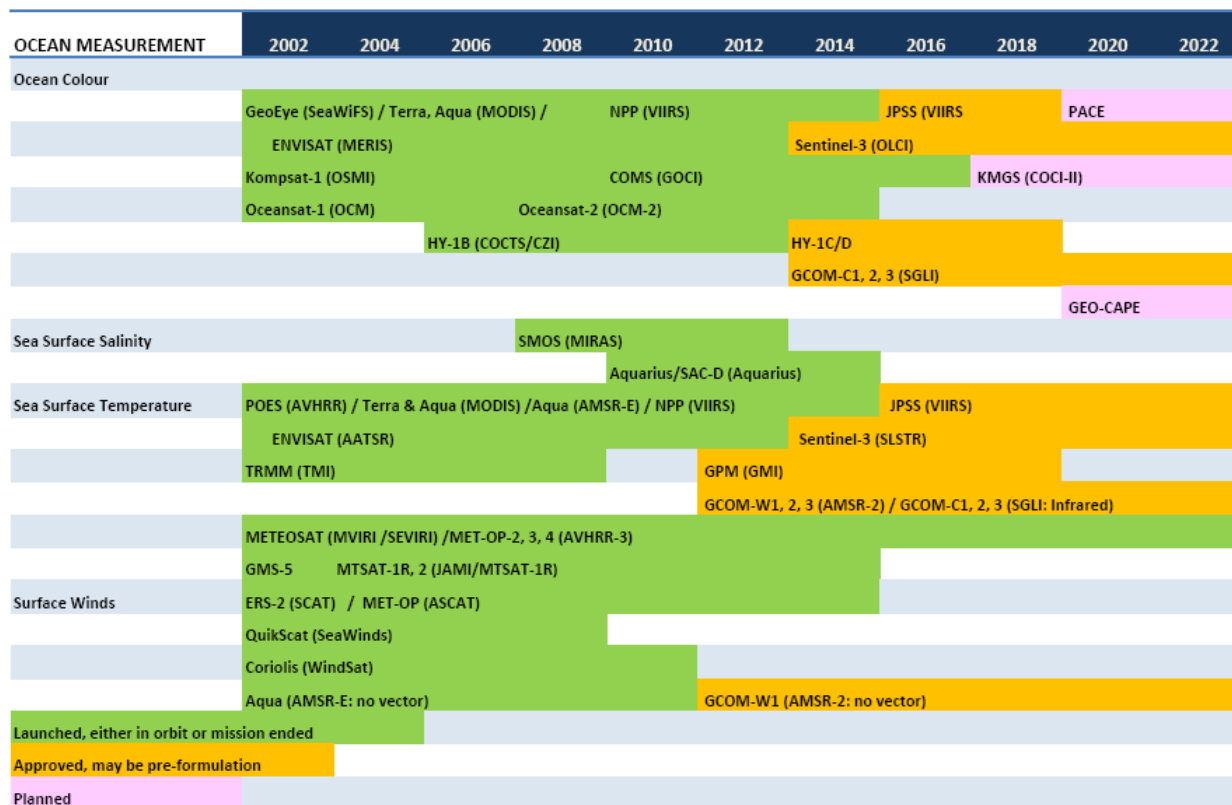 OCEAN MEASUREMENT 2002 2004 2006 2008 2010 2012 2014 2016 2018 2020 2022
Ocean Colour
GeoEye (SeaWiFS) / Terra, Aqua (MODIS) / NPP (VIIRS) JPSS (VIIRS PACE
ENVISAT (MERIS) Sentinel-3 (OLCI)
Kompsat-1 (OSMI) COMS (GOCI) KMGS (COCI-II)
Oceansat-1 (OCM) Oceansat-2 (OCM-2)
HY-1B (COCTS/CZI) HY-1C/D
GCOM-C1, 2, 3 (SGLI)
GEO-CAPE
Sea Surface Salinity SMOS (MIRAS)
Aquarius/SAC-D (Aquarius)
Sea Surface Temperature POES (AVHRR) / Terra & Aqua (MODIS) /Aqua (AMSR-E) / NPP (VIIRS) JPSS (VIIRS)
ENVISAT (AATSR) Sentinel-3 (SLSTR)
TRMM (TMI) GPM (GMI)
GCOM-W1, 2, 3 (AMSR-2) / GCOM-C1, 2, 3 (SGLI: Infrared)
METEOSAT (MVIRI /SEVIRI) /MET-OP-2, 3, 4 (AVHRR-3)
GMS-5 MTSAT-1R, 2 (JAMI/MTSAT-1R)
Surface Winds ERS-2 (SCAT) / MET-OP (ASCAT)
QuikScat (SeaWinds)
Coriolis (WindSat)
Aqua (AMSR-E: no vector) GCOM-W1 (AMSR-2: no vector)
Launched, either in orbit or mission ended
Approved, may be pre-formulation
Planned